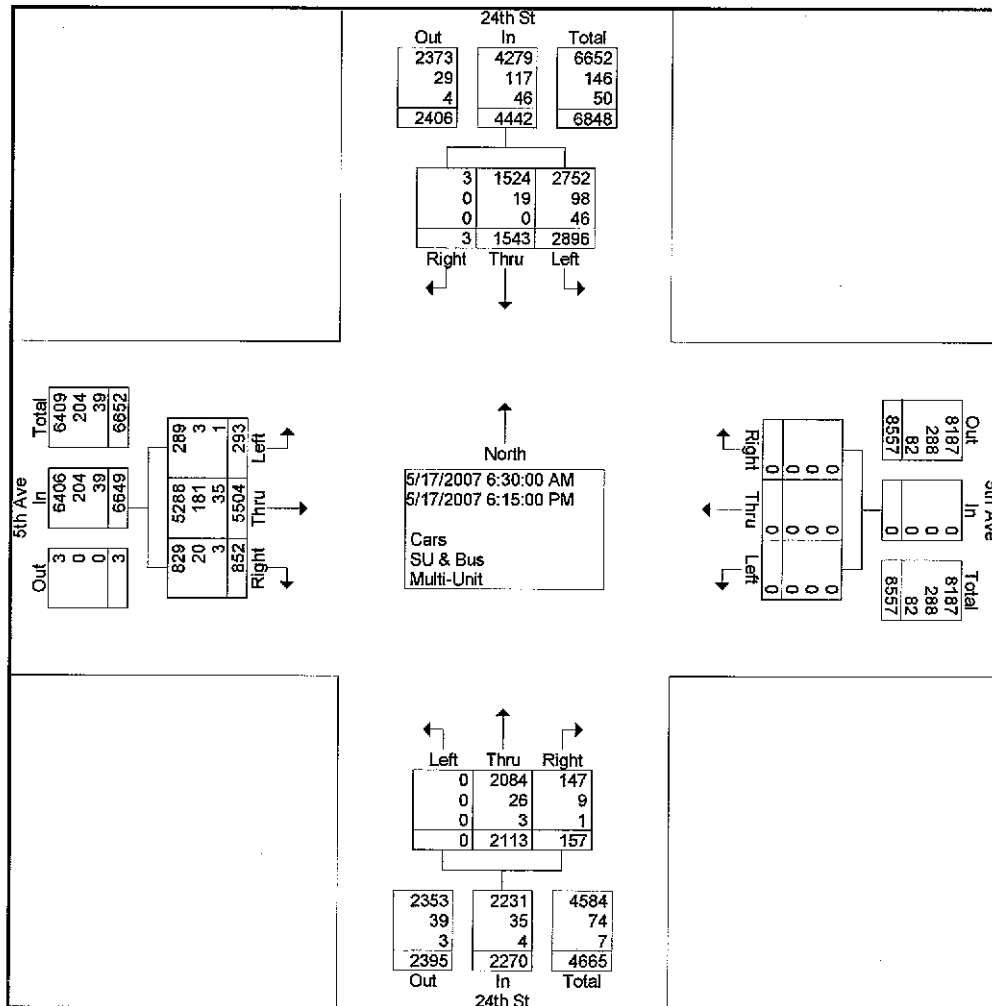 24th St
Out In Total
2373 4279 6652
29 117 146
4 46 50
2406 4442 6848
3 1524 2752
0 19 98
0 0 46
3 1543 2896
Right Thru Left
5th Ave
Total In Out
6409 204 39 6652
6406 204 39 6649
3 0 0 3
289 3 1 293 Left
5288 181 35 5504 Thru
829 20 3 852 Right
North
5/17/2007 6:30:00 AM
5/17/2007 6:15:00 PM
Cars
SU & Bus
Multi-Unit
Right 0 0 0 0
Thru 0 0 0 0
Left 0 0 0 0
5th Ave
Out In Total
8187 288 82 8557
0 0 0 0
8187 288 82 8557
Left Thru Right
0 2084 147
0 26 9
0 3 1
0 2113 157
2353 2231 4584
39 35 74
3 4 7
2395 2270 4665
Out In Total
24th St